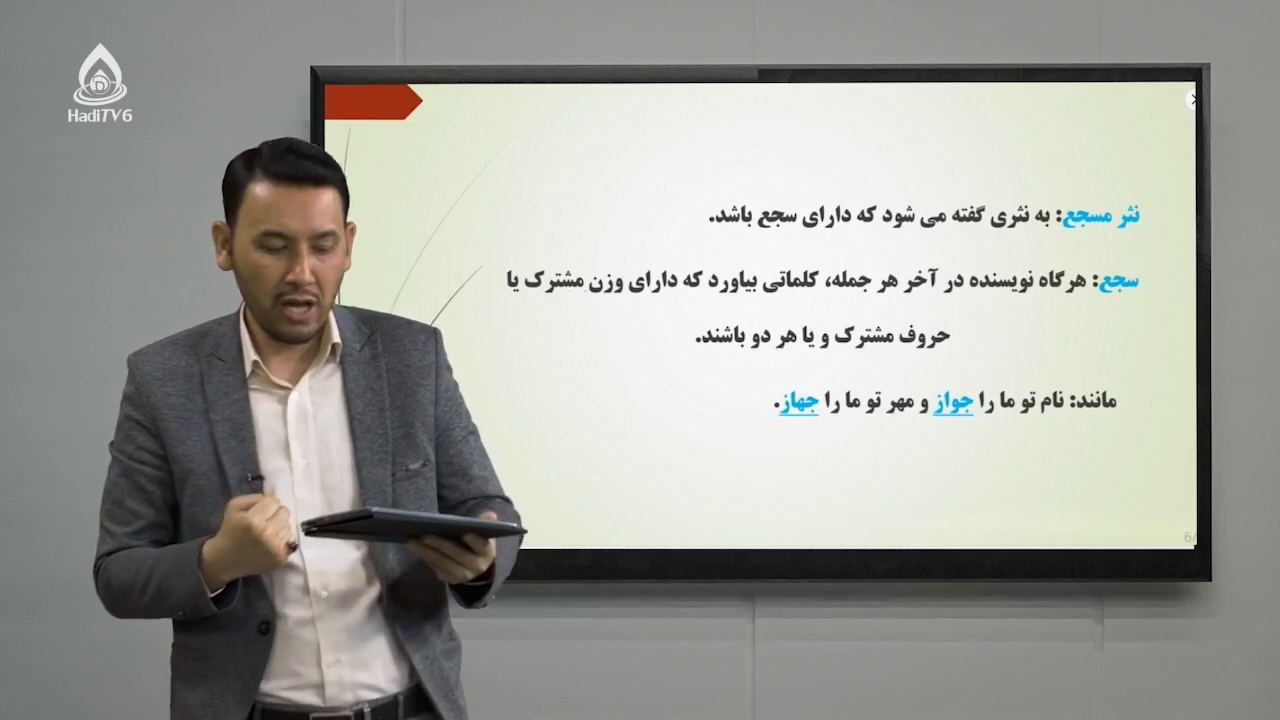 HadiTV6
نثر مسجع: به نثری گفته می شود که دارای سجع باشد.
سجع: هرگاه نویسنده در آخر هر جمله، کلماتی بیاورد که دارای وزن مشترک یا
حروف مشترک و یا هر دو باشند.
مانند: نام تو ما را جواز و مهر تو ما را جهاز.